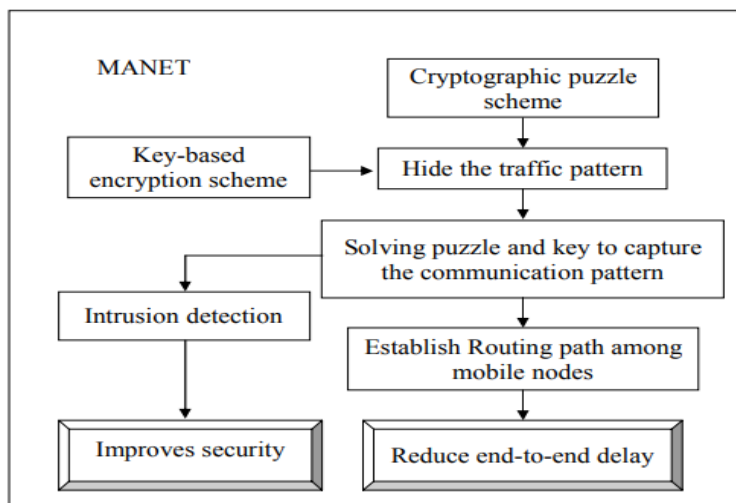 MANET
Cryptographic puzzle
scheme
Key-based
encryption scheme
Hide the traffic pattern
Solving puzzle and key to capture
the communication pattern
Intrusion detection
Establish Routing path among
mobile nodes
Improves security
Reduce end-to-end delay